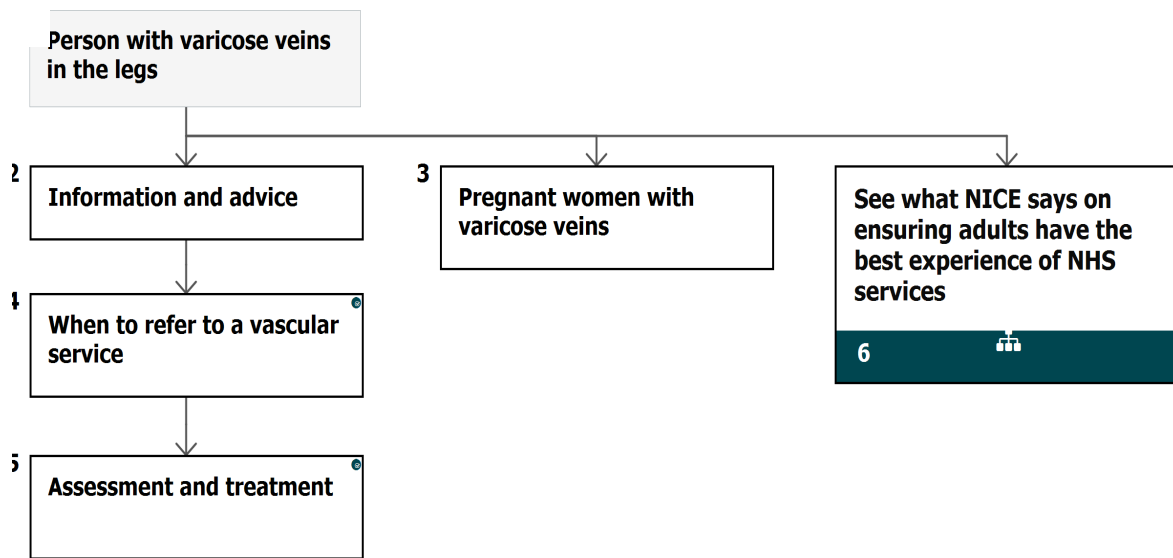 Person with varicose veins
in the legs
2
Information and advice
3
Pregnant women with
varicose veins
See what NICE says on
ensuring adults have the
best experience of NHS
services
6
4
When to refer to a vascular
service
5
Assessment and treatment